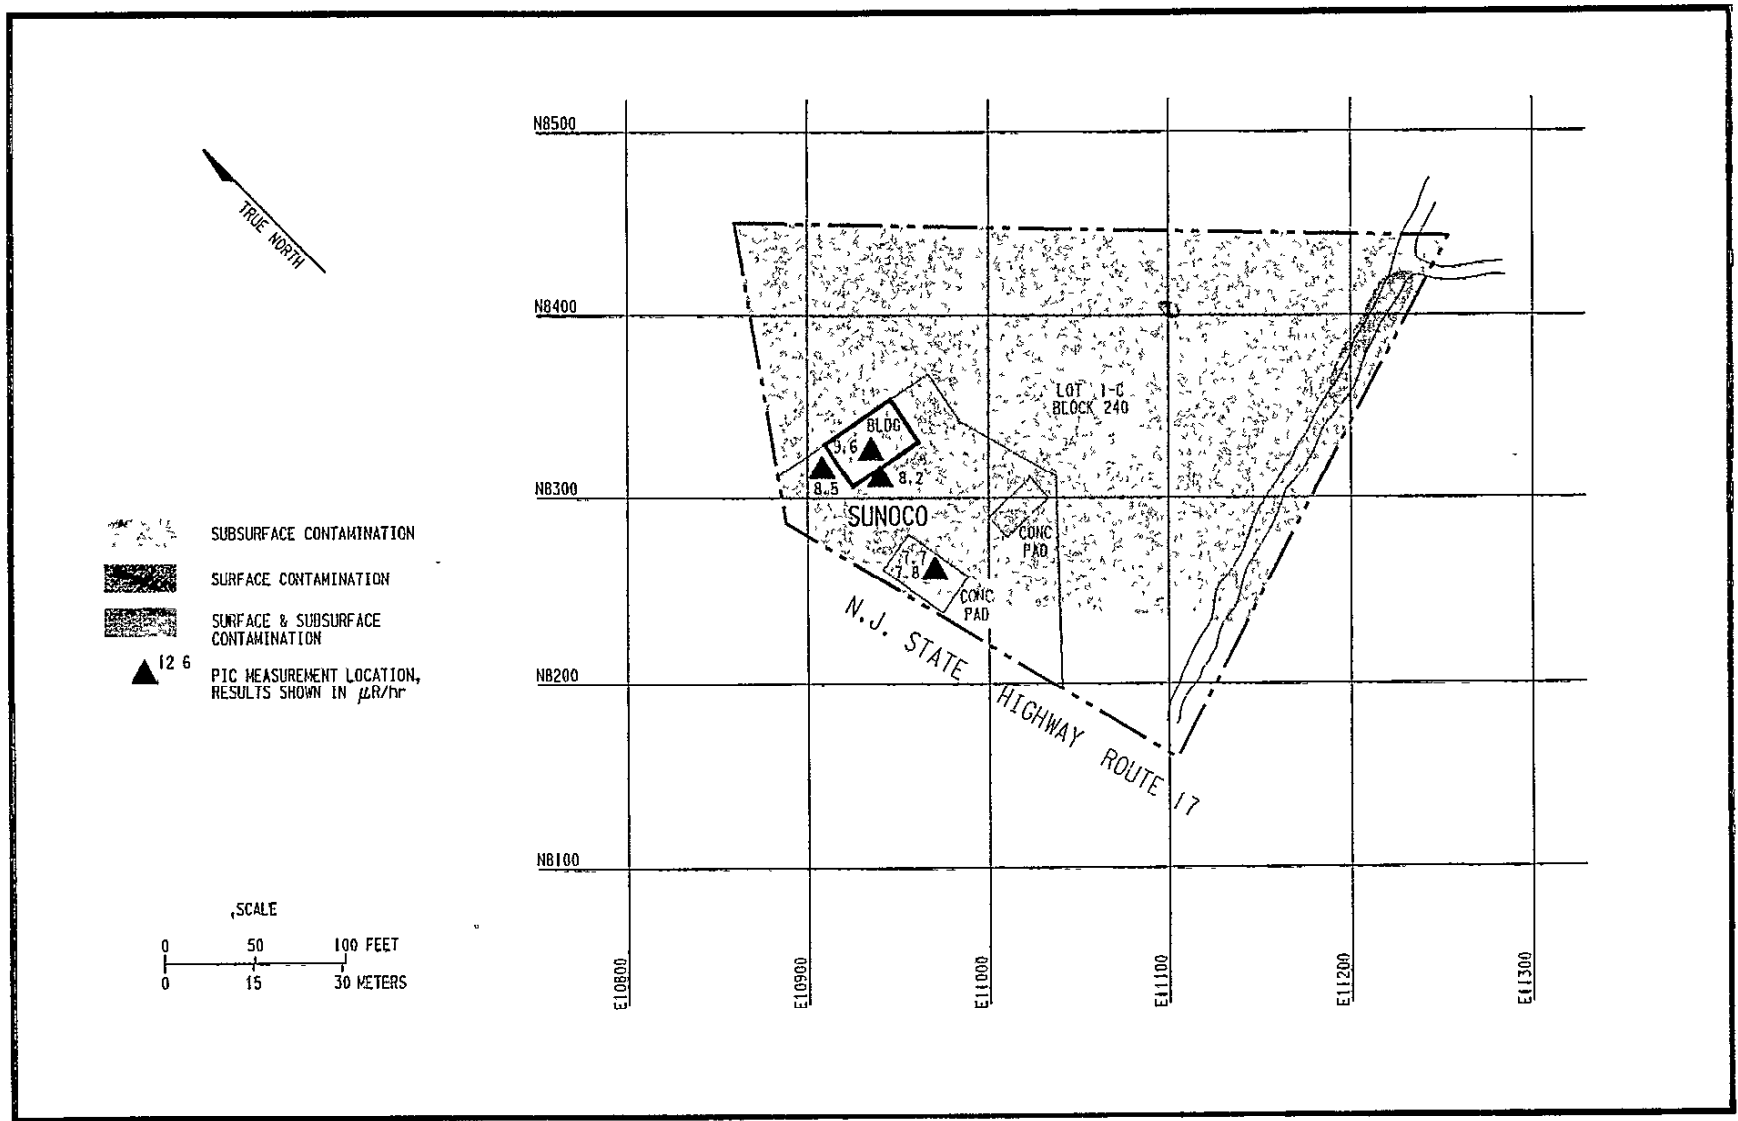 N8500
TRUE NORTH
N8400
LOT 1-C
BLOCK 240
BLDG
9.6
8.2
8.5
N8300
SUNOCO
CONC
PAD
7.7
7.8
CONC
PAD
SUBSURFACE CONTAMINATION
SURFACE CONTAMINATION
SURFACE & SUBSURFACE
CONTAMINATION
12 6
PIC MEASUREMENT LOCATION,
RESULTS SHOWN IN μR/hr
N.J. STATE HIGHWAY ROUTE 17
N8200
N8100
SCALE
0 50 100 FEET
0 15 30 METERS
E10800
E10900
E11000
E11100
E11200
E11300